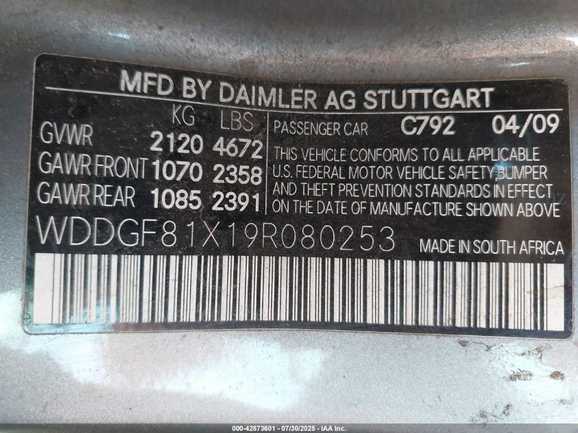 MFD BY DAIMLER AG STUTTGART
KG LBS
GVWR 2120 4672
GAWR FRONT 1070 2358
GAWR REAR 1085 2391
PASSENGER CAR C792 04/09
THIS VEHICLE CONFORMS TO ALL APPLICABLE
U.S. FEDERAL MOTOR VEHICLE SAFETY,BUMPER
AND THEFT PREVENTION STANDARDS IN EFFECT
ON THE DATE OF MANUFACTURE SHOWN ABOVE
WDDGF81X19R080253
MADE IN SOUTH AFRICA
000-42873601 - 07/30/2025 - IAA Inc.